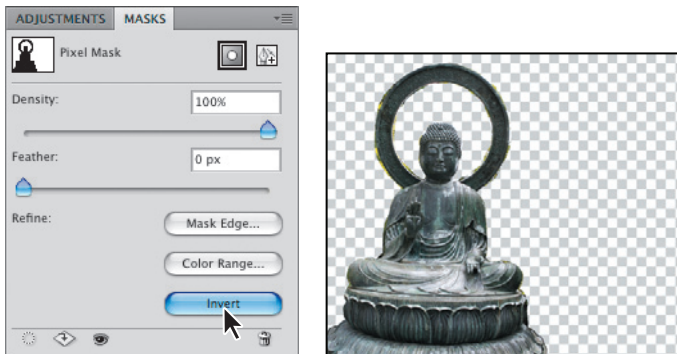 ADJUSTMENTS MASKS
Pixel Mask
Density: 100%
Feather: 0 px
Refine: Mask Edge...
Color Range...
Invert